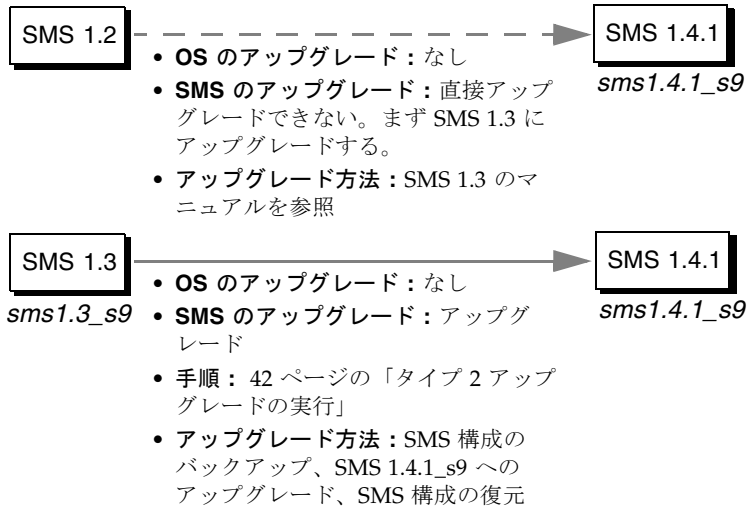 SMS 1.2
SMS 1.4.1
sms1.4.1_s9
• OS のアップグレード：なし
• SMS のアップグレード：直接アップ
グレードできない。まず SMS 1.3 に
アップグレードする。
• アップグレード方法：SMS 1.3 のマ
ニュアルを参照
SMS 1.3
sms1.3_s9
SMS 1.4.1
sms1.4.1_s9
• OS のアップグレード：なし
• SMS のアップグレード：アップグ
レード
• 手順： 42 ページの「タイプ 2 アップ
グレードの実行」
• アップグレード方法：SMS 構成の
バックアップ、SMS 1.4.1_s9 への
アップグレード、SMS 構成の復元